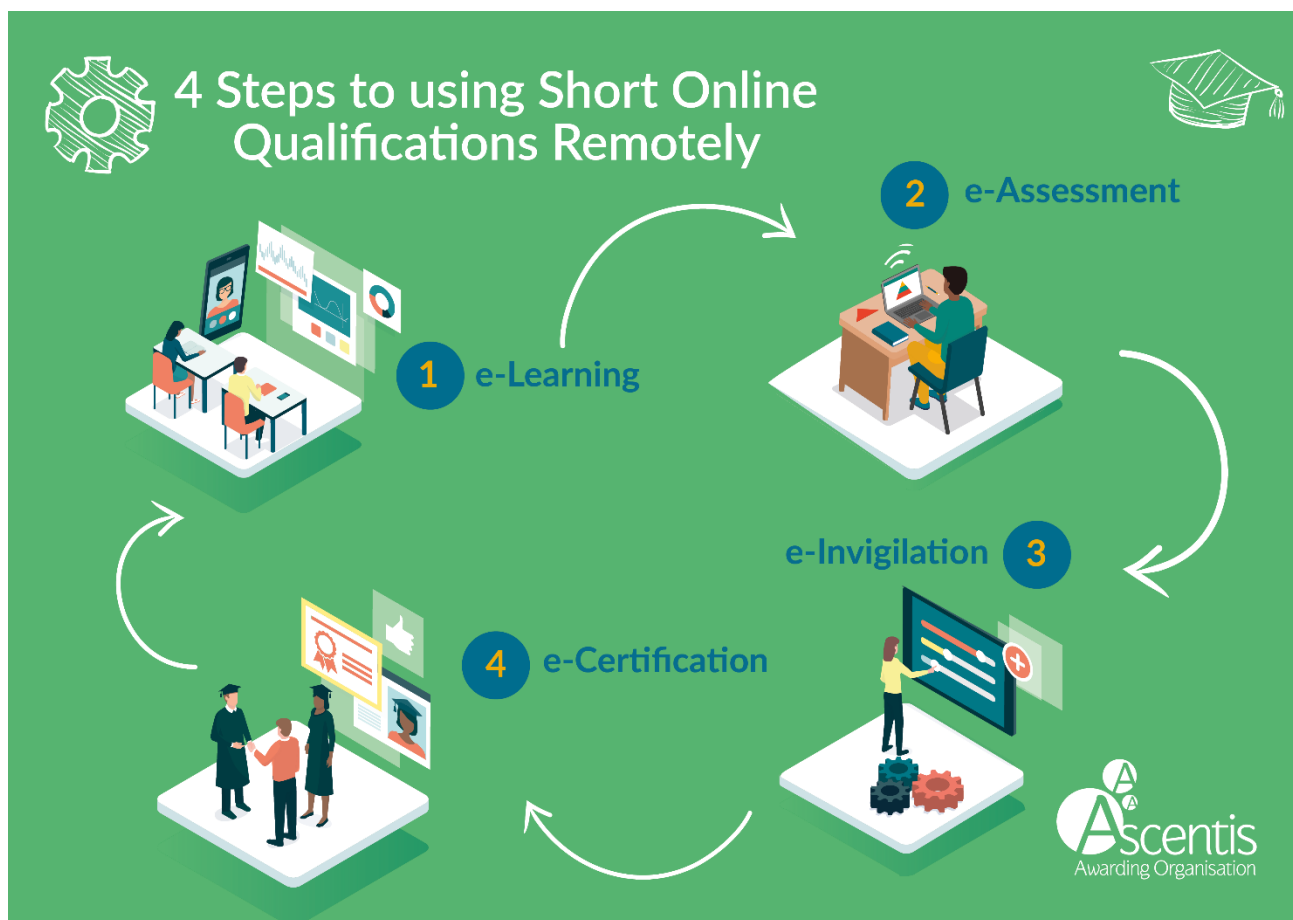 4 Steps to using Short Online
Qualifications Remotely
1 e-Learning
2 e-Assessment
e-Invigilation 3
4 e-Certification
A
A
Ascentis
Awarding Organisation